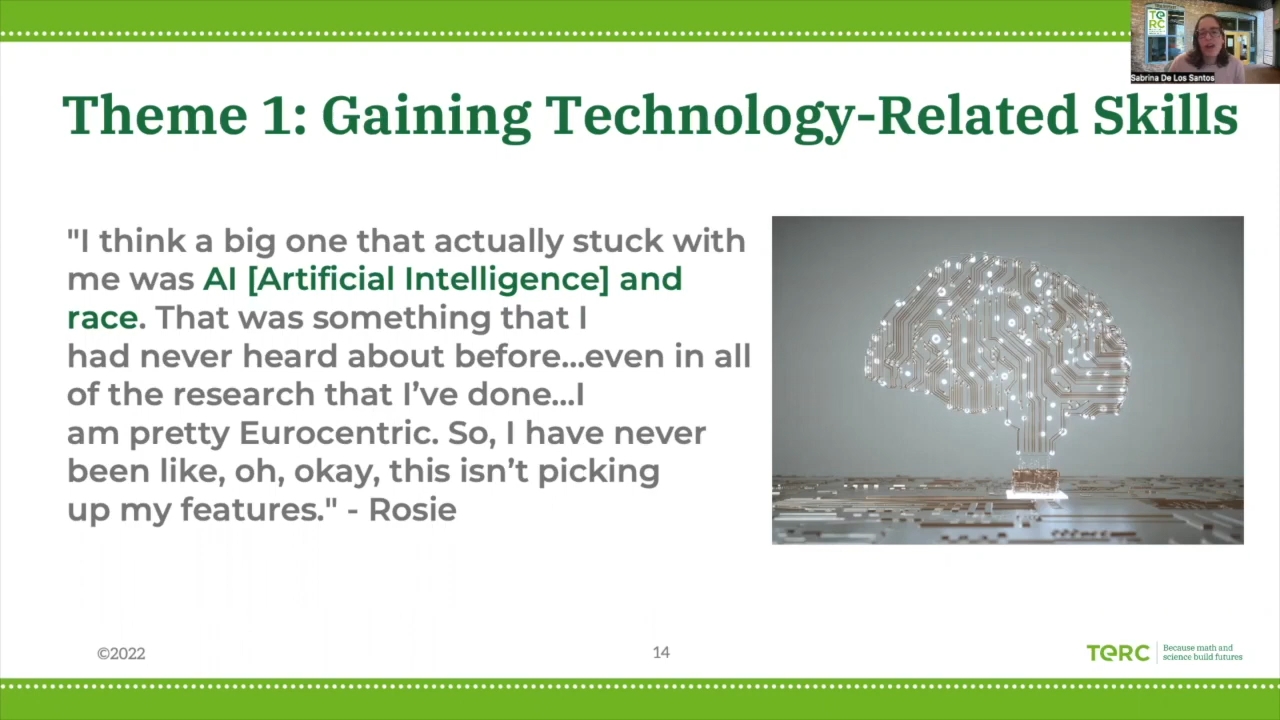 TERC
Sabrina De Los Santos
Theme 1: Gaining Technology-Related Skills
"I think a big one that actually stuck with
me was AI [Artificial Intelligence] and
race. That was something that I
had never heard about before...even in all
of the research that I’ve done...I
am pretty Eurocentric. So, I have never
been like, oh, okay, this isn’t picking
up my features." - Rosie
©2022
14
TERC
Because math and
science build futures